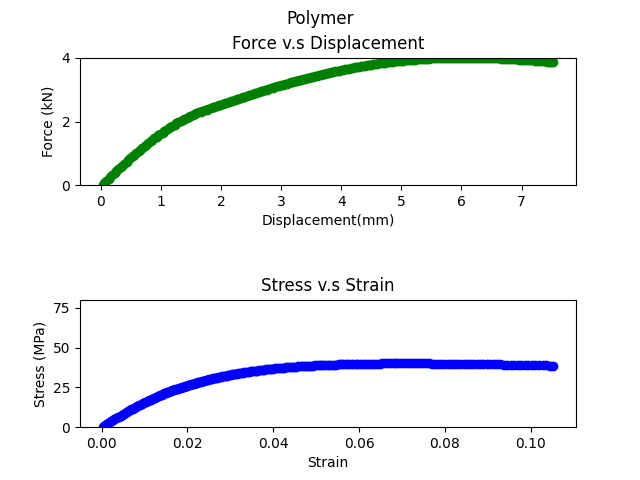 Polymer
Force v.s Displacement
4
2
0
Force (kN)
0 1 2 3 4 5 6 7
Displacement(mm)
Stress v.s Strain
75
50
25
0
Stress (MPa)
0.00 0.02 0.04 0.06 0.08 0.10
Strain